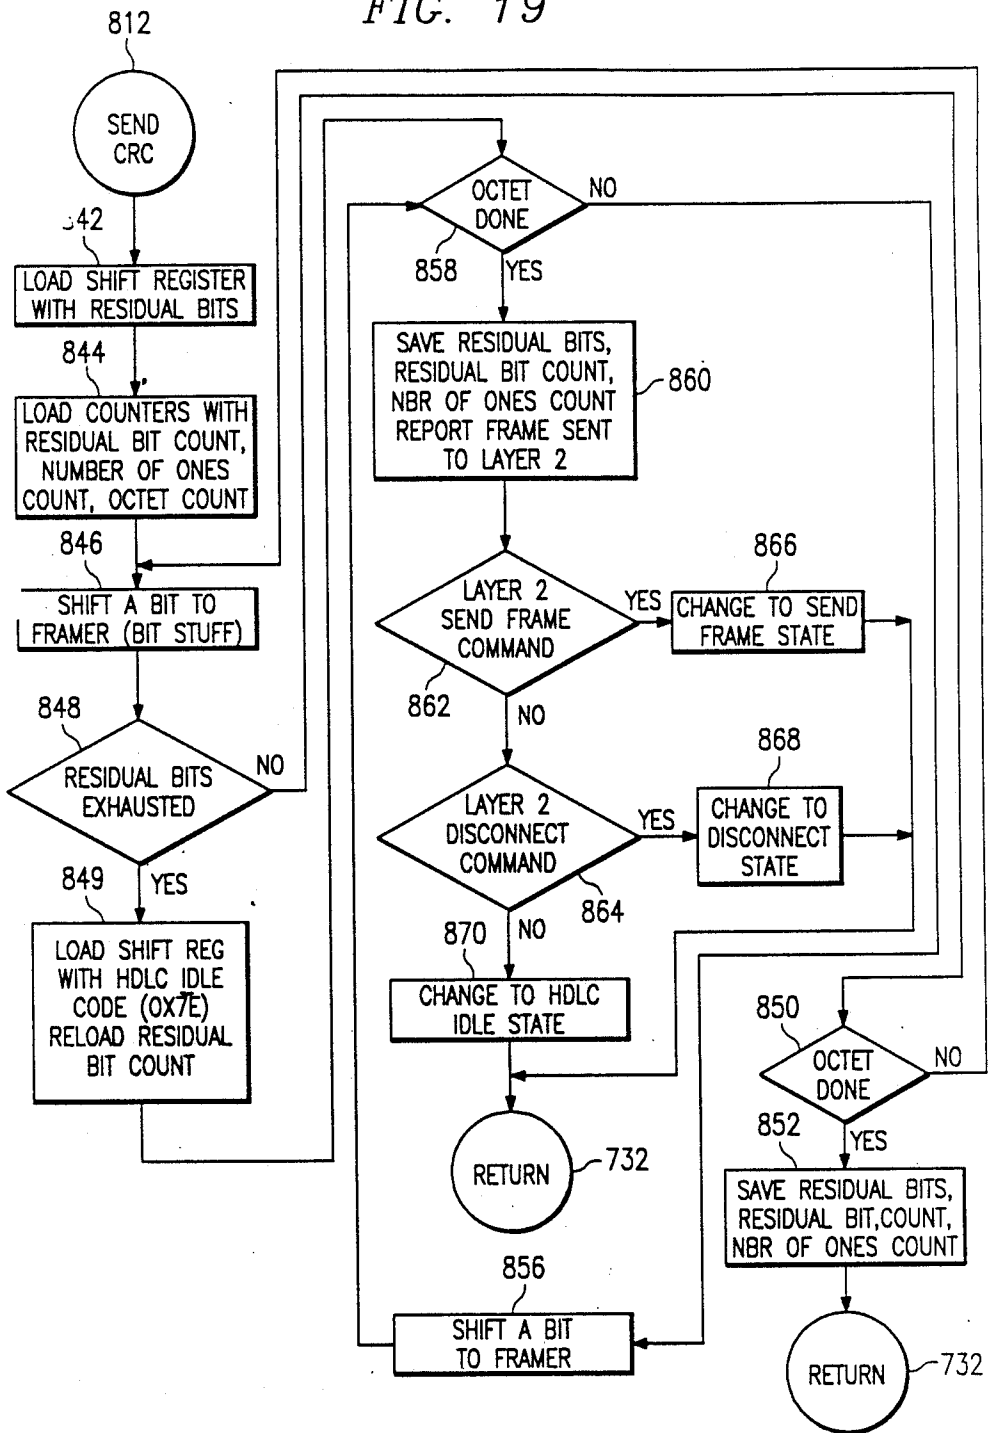 FIG. 19
812
SEND
CRC
842
LOAD SHIFT REGISTER
WITH RESIDUAL BITS
844
LOAD COUNTERS WITH
RESIDUAL BIT COUNT,
NUMBER OF ONES
COUNT, OCTET COUNT
846
SHIFT A BIT TO
FRAMER (BIT STUFF)
848
RESIDUAL BITS
EXHAUSTED
NO
YES
849
LOAD SHIFT REG
WITH HDLC IDLE
CODE (0X7E)
RELOAD RESIDUAL
BIT COUNT
OCTET
DONE
NO
858
YES
SAVE RESIDUAL BITS,
RESIDUAL BIT COUNT,
NBR OF ONES COUNT
REPORT FRAME SENT
TO LAYER 2
860
LAYER 2
SEND FRAME
COMMAND
862
YES
866
CHANGE TO SEND
FRAME STATE
NO
LAYER 2
DISCONNECT
COMMAND
864
YES
868
CHANGE TO
DISCONNECT
STATE
NO
870
CHANGE TO HDLC
IDLE STATE
RETURN
732
856
SHIFT A BIT
TO FRAMER
850
OCTET
DONE
NO
YES
852
SAVE RESIDUAL BITS,
RESIDUAL BIT,COUNT,
NBR OF ONES COUNT
RETURN
732